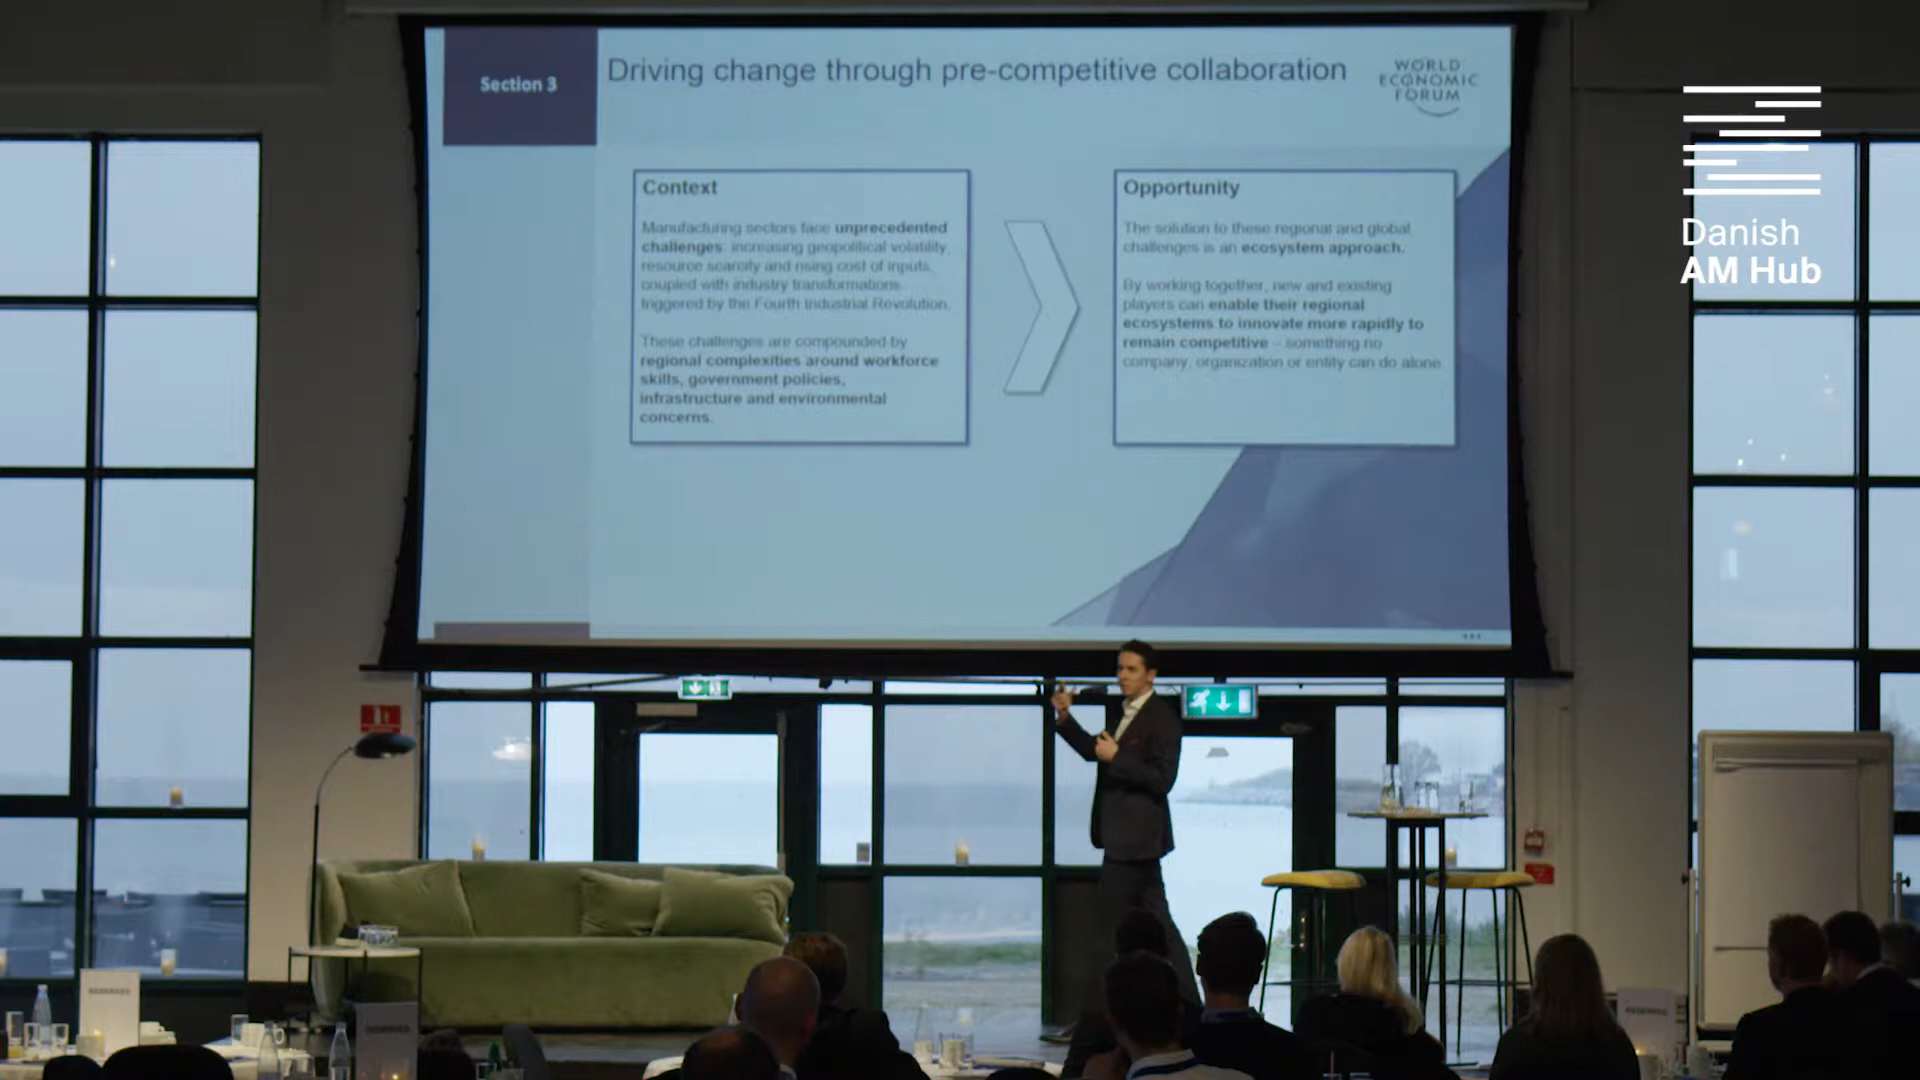 Section 3
Driving change through pre-competitive collaboration
WORLD
ECONOMIC
FORUM
Context
Manufacturing sectors face unprecedented
challenges: increasing geopolitical volatility,
resource scarcity and rising cost of inputs,
coupled with industry transformations
triggered by the Fourth Industrial Revolution.
These challenges are compounded by
regional complexities around workforce
skills, government policies,
infrastructure and environmental
concerns.
Opportunity
The solution to these regional and global
challenges is an ecosystem approach.
By working together, new and existing
players can enable their regional
ecosystems to innovate more rapidly to
remain competitive – something no
company, organization or entity can do alone.
Danish
AM Hub